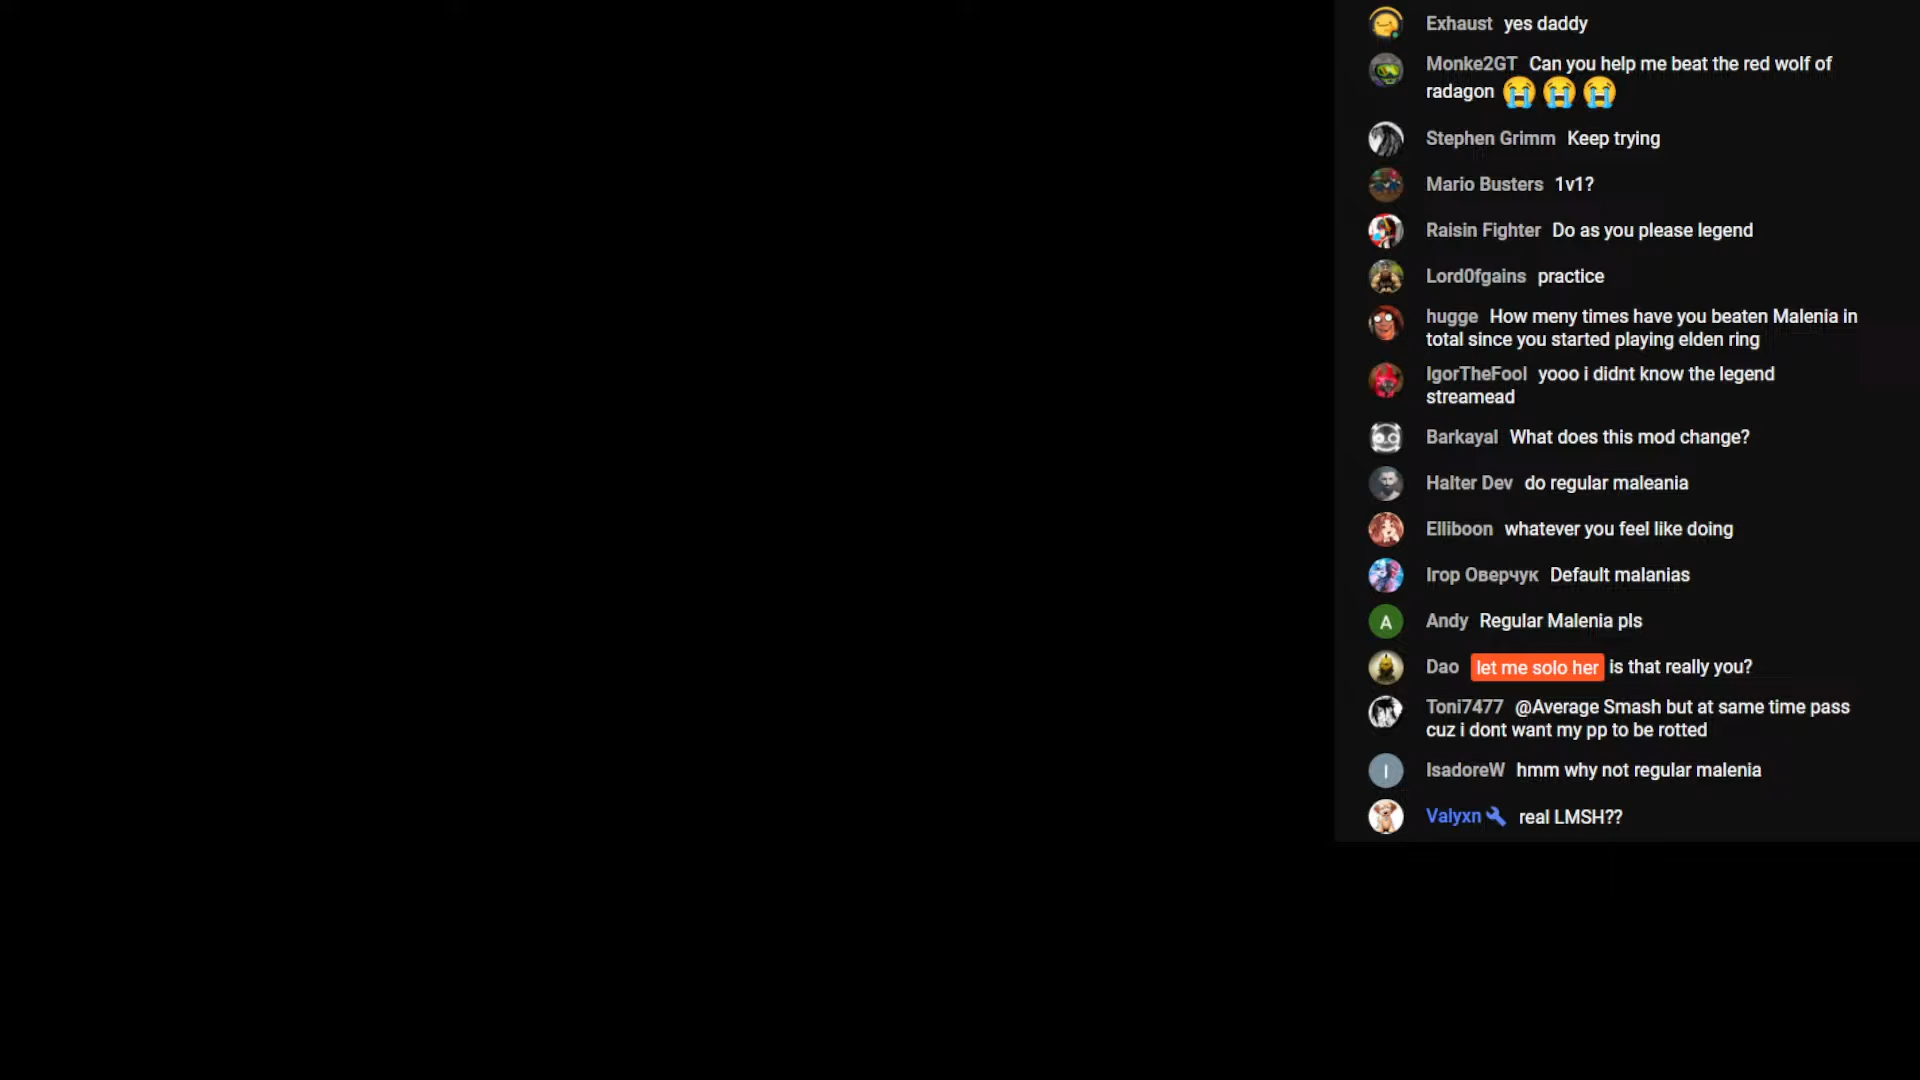 Exhaust yes daddy
Monke2GT Can you help me beat the red wolf of
radagon 😭😭😭
Stephen Grimm Keep trying
Mario Busters 1v1?
Raisin Fighter Do as you please legend
Lord0fgains practice
hugge How meny times have you beaten Malenia in
total since you started playing elden ring
IgorTheFool yooo i didnt know the legend
streamead
Barkayal What does this mod change?
Halter Dev do regular maleania
Elliboon whatever you feel like doing
Ігор Оверчук Default malanias
A Andy Regular Malenia pls
Dao let me solo her is that really you?
Toni7477 @Average Smash but at same time pass
cuz i dont want my pp to be rotted
I IsadoreW hmm why not regular malenia
Valyxn real LMSH??